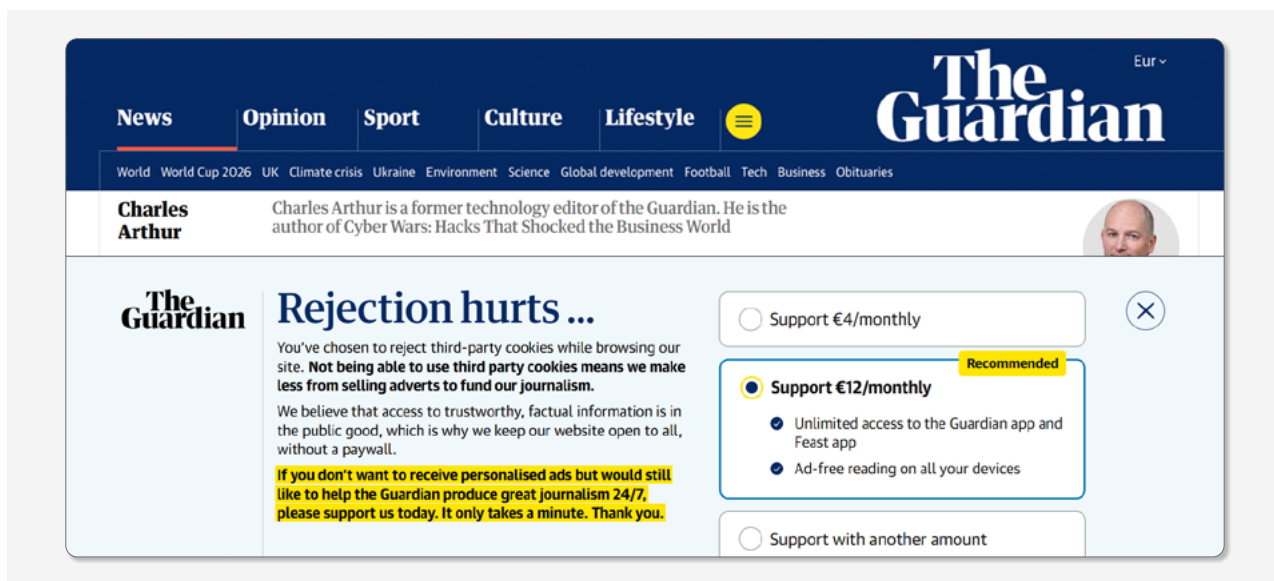 The
Guardian
Eur
News Opinion Sport Culture Lifestyle
World World Cup 2026 UK Climate crisis Ukraine Environment Science Global development Football Tech Business Obituaries
Charles
Arthur
Charles Arthur is a former technology editor of the Guardian. He is the
author of Cyber Wars: Hacks That Shocked the Business World
The
Guardian
Rejection hurts ...
You've chosen to reject third-party cookies while browsing our
site. Not being able to use third party cookies means we make
less from selling adverts to fund our journalism.
We believe that access to trustworthy, factual information is in
the public good, which is why we keep our website open to all,
without a paywall.
If you don't want to receive personalised ads but would still
like to help the Guardian produce great journalism 24/7,
please support us today. It only takes a minute. Thank you.
Support €4/monthly
Recommended
Support €12/monthly
Unlimited access to the Guardian app and
Feast app
Ad-free reading on all your devices
Support with another amount